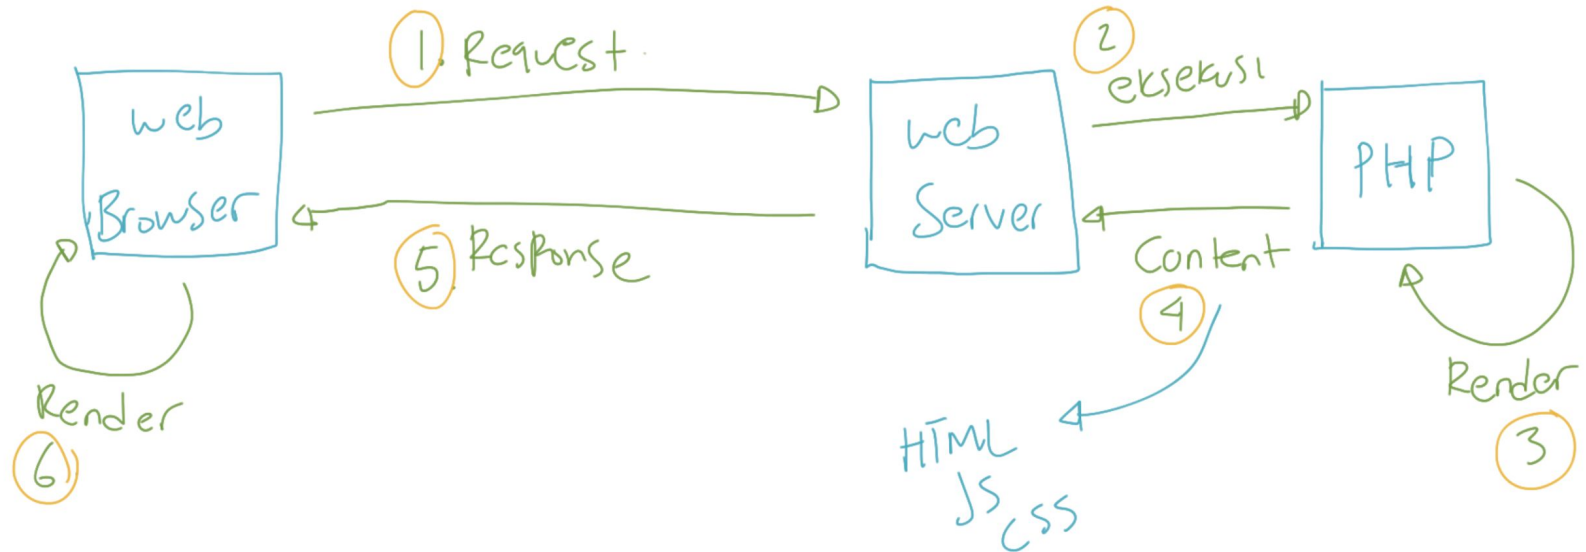 1. Request
2
eksekusi
web
Browser
web
Server
PHP
5. Response
Content
4
Render
6
HTML
JS
CSS
Render
3